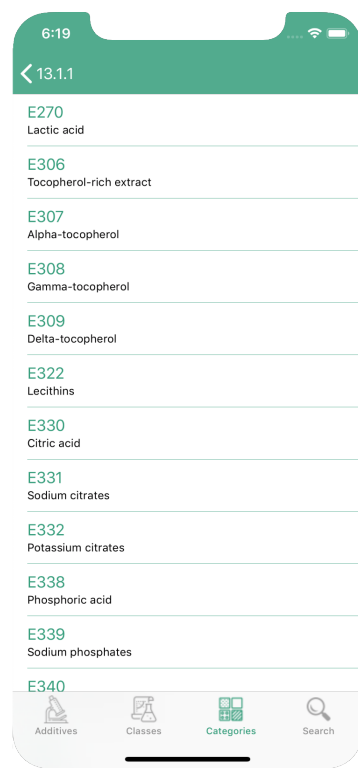 6:19
13.1.1
E270
Lactic acid
E306
Tocopherol-rich extract
E307
Alpha-tocopherol
E308
Gamma-tocopherol
E309
Delta-tocopherol
E322
Lecithins
E330
Citric acid
E331
Sodium citrates
E332
Potassium citrates
E338
Phosphoric acid
E339
Sodium phosphates
E340
Additives
Classes
Categories
Search